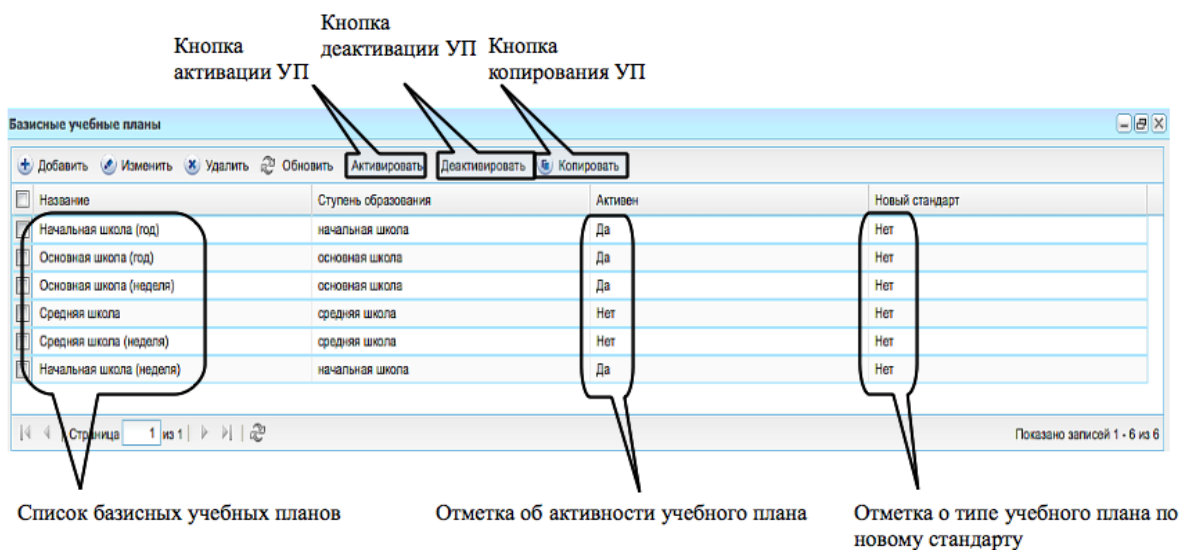 Кнопка
деактивации УП
Кнопка
активации УП
Кнопка
копирования УП
Базисные учебные планы
Добавить Изменить Удалить Обновить Активировать Деактивировать Копировать
Название Ступень образования Активен Новый стандарт
Начальная школа (год) начальная школа Да Нет
Основная школа (год) основная школа Да Нет
Основная школа (неделя) основная школа Да Нет
Средняя школа средняя школа Нет Нет
Средняя школа (неделя) средняя школа Нет Нет
Начальная школа (неделя) начальная школа Да Нет
Страница 1 из 1 Показано записей 1 - 6 из 6
Список базисных учебных планов
Отметка об активности учебного плана
Отметка о типе учебного плана по
новому стандарту